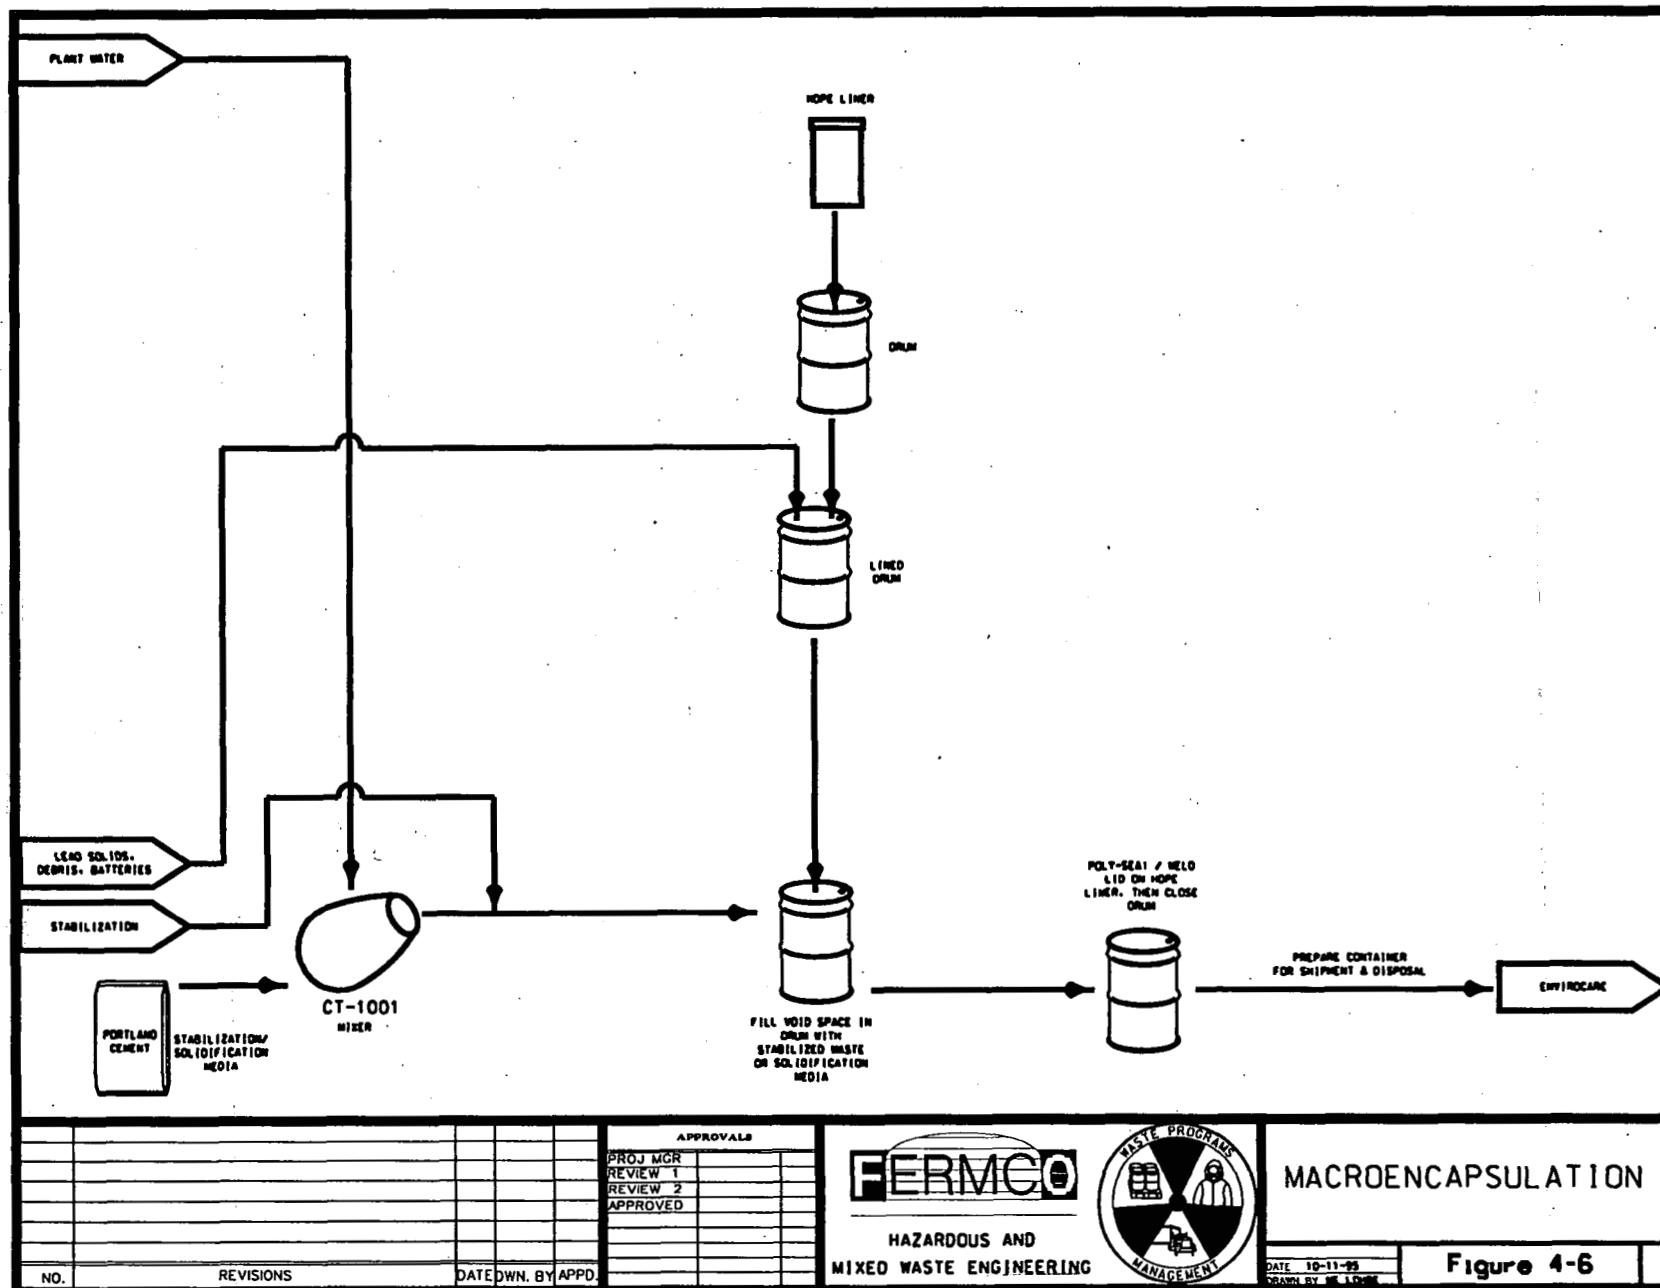 PLANT WATER
HDPE LINER
DRUM
LINED
DRUM
LEAD SOLIDS,
DEBRIS, BATTERIES
STABILIZATION
PORTLAND
CEMENT
STABILIZATION/
SOLIDIFICATION
MEDIA
CT-1001
MIXER
FILL VOID SPACE IN
DRUM WITH
STABILIZED WASTE
OR SOLIDIFICATION
MEDIA
POLY-SEAL / WELD
LID ON HDPE
LINER, THEN CLOSE
DRUM
PREPARE CONTAINER
FOR SHIPMENT & DISPOSAL
ENVIROCARE
NO. REVISIONS DATE DWN. BY APPD.
APPROVALS
PROJ MGR
REVIEW 1
REVIEW 2
APPROVED
FERMCO
HAZARDOUS AND
MIXED WASTE ENGINEERING
WASTE PROGRAMS
MANAGEMENT
MACROENCAPSULATION
DATE 10-11-95
DRAWN BY
Figure 4-6